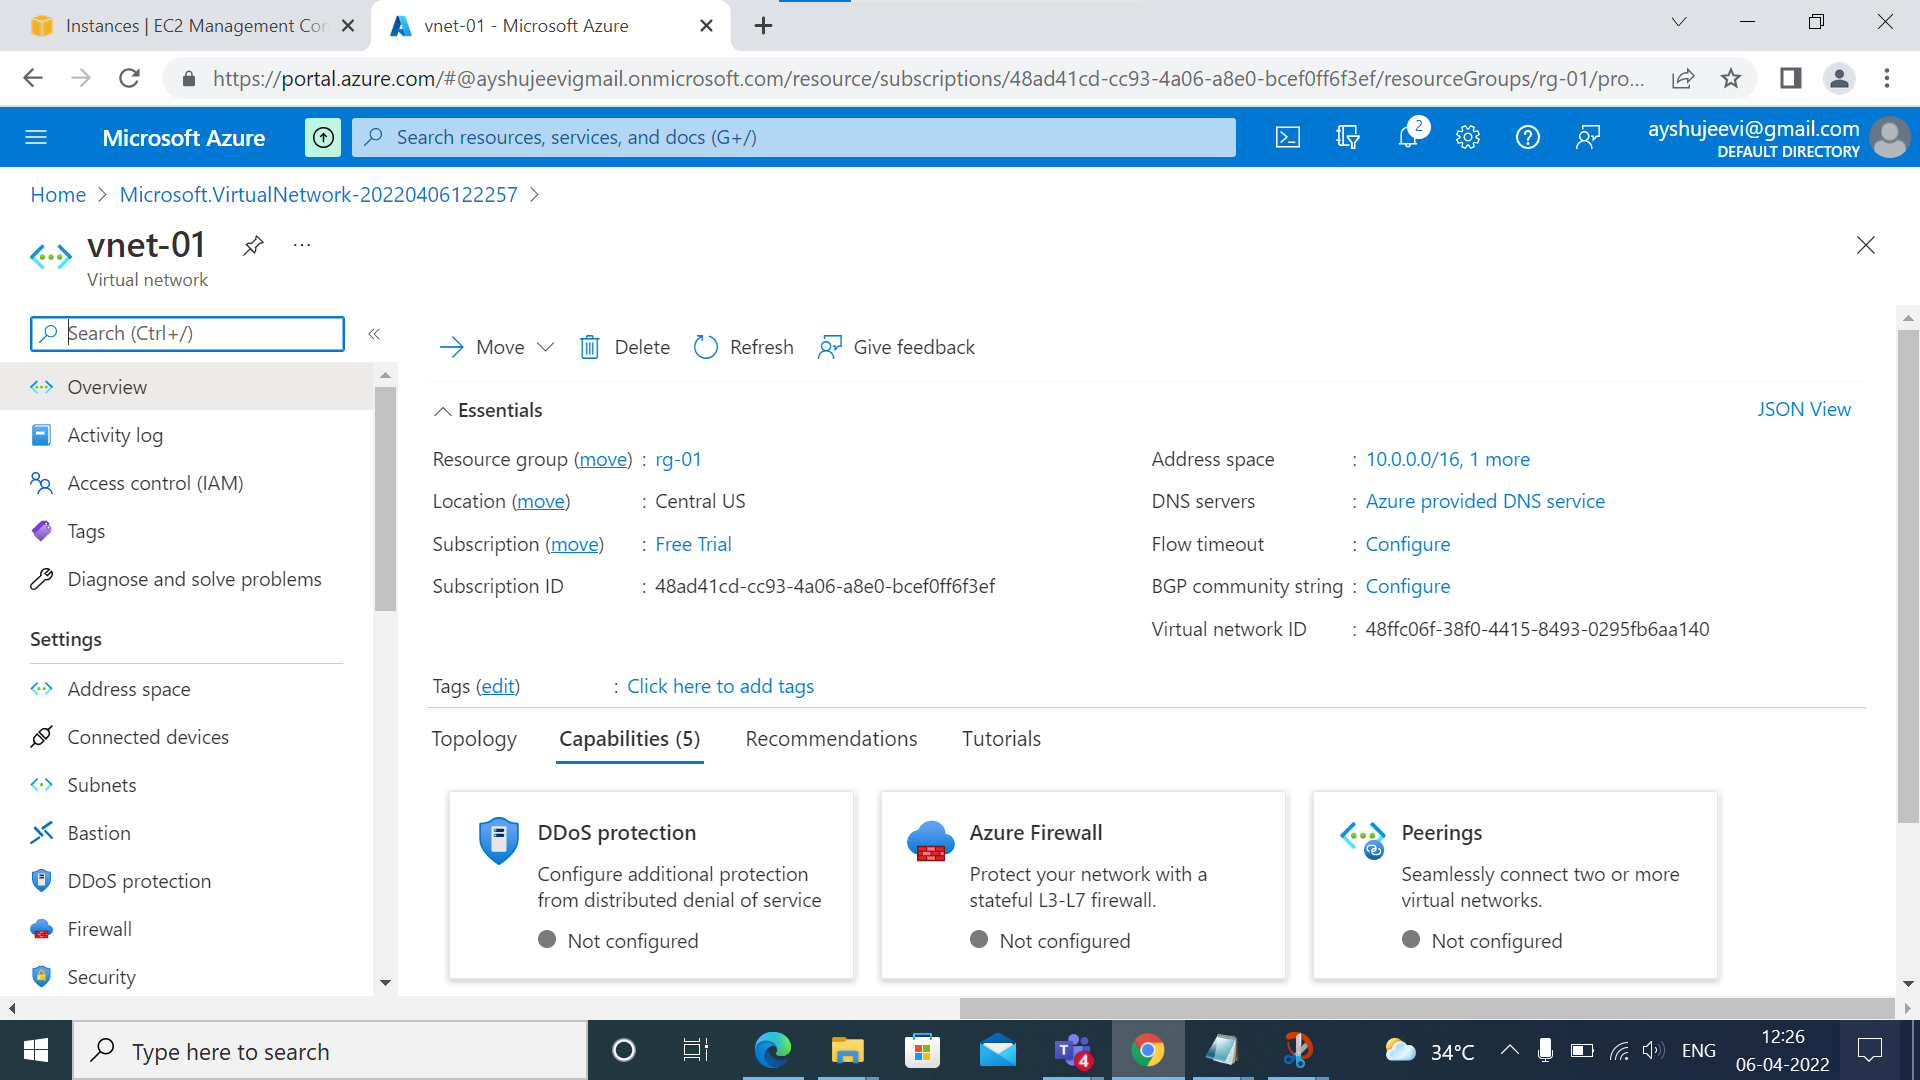 Instances | EC2 Management Con
vnet-01 - Microsoft Azure
https://portal.azure.com/#@ayshujeevigmail.onmicrosoft.com/resource/subscriptions/48ad41cd-cc93-4a06-a8e0-bcef0ff6f3ef/resourceGroups/rg-01/pro...
Microsoft Azure
Search resources, services, and docs (G+/)
2
ayshujeevi@gmail.com
DEFAULT DIRECTORY
Home > Microsoft.VirtualNetwork-20220406122257 >
vnet-01
...
Virtual network
Search (Ctrl+/)
«
Move
Delete
Refresh
Give feedback
Overview
Activity log
Access control (IAM)
Tags
Diagnose and solve problems
Settings
Address space
Connected devices
Subnets
Bastion
DDoS protection
Firewall
Security
Essentials
JSON View
Resource group (move) : rg-01
Location (move) : Central US
Subscription (move) : Free Trial
Subscription ID : 48ad41cd-cc93-4a06-a8e0-bcef0ff6f3ef
Address space : 10.0.0.0/16, 1 more
DNS servers : Azure provided DNS service
Flow timeout : Configure
BGP community string : Configure
Virtual network ID : 48ffc06f-38f0-4415-8493-0295fb6aa140
Tags (edit) : Click here to add tags
Topology
Capabilities (5)
Recommendations
Tutorials
DDoS protection
Configure additional protection
from distributed denial of service
Not configured
Azure Firewall
Protect your network with a
stateful L3-L7 firewall.
Not configured
Peerings
Seamlessly connect two or more
virtual networks.
Not configured
Type here to search
T
4
34°C
ENG
12:26
06-04-2022